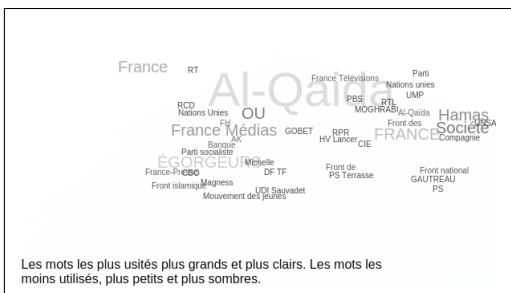 France
RT
Al-Qaida
France Télévisions
Parti
Nations unies
UMP
PBS
RTL
RCD
Nations Unies
OU
MOGHRABI
Al-Qaïda
Hamas
FH
Front des
UNSA
France Médias
GOBET
RPR
FRANCE
Société
AK
HV Lancer
Compagnie
Banque
CIE
Parti socialiste
ÉGORGEURS
Michelle
France-Presse
CBO
DF TF
Front de
PS Terrasse
Front national
Front islamique
Magness
GAUTREAU
UDI Sauvadet
PS
Mouvement des jeunes
Les mots les plus usités plus grands et plus clairs. Les mots les
moins utilisés, plus petits et plus sombres.